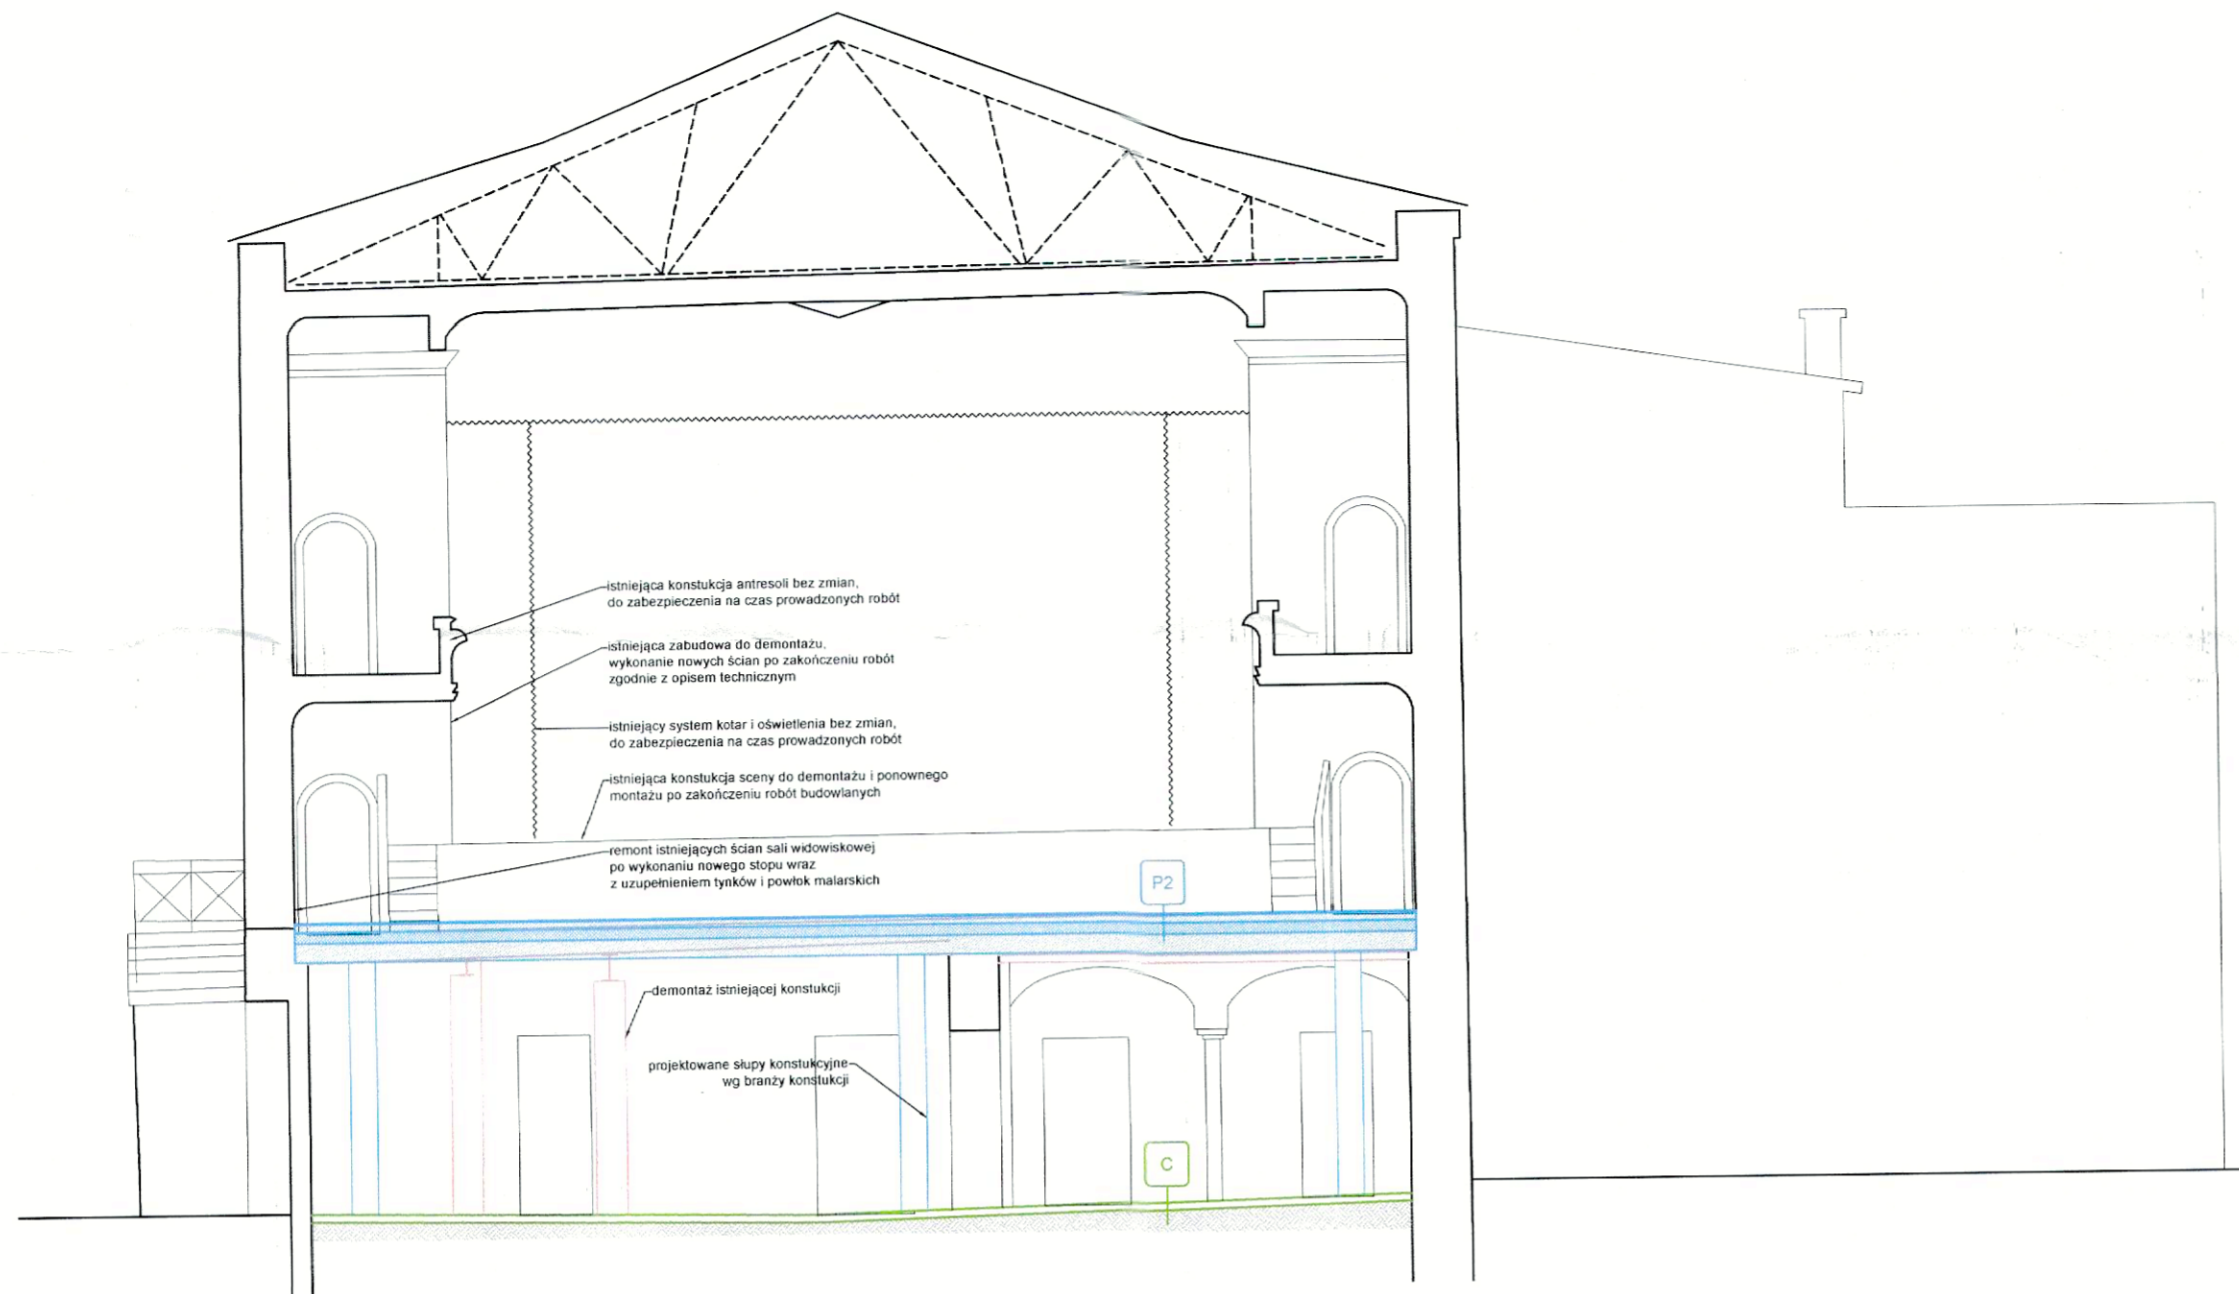 istniejąca konstukcja antresoli bez zmian,
do zabezpieczenia na czas prowadzonych robót
istniejąca zabudowa do demontażu,
wykonanie nowych ścian po zakończeniu robót
zgodnie z opisem technicznym
istniejący system kotar i oświetlenia bez zmian,
do zabezpieczenia na czas prowadzonych robót
istniejąca konstukcja sceny do demontażu i ponownego
montażu po zakończeniu robót budowlanych
remont istniejących ścian sali widowiskowej
po wykonaniu nowego stopu wraz
z uzupełnieniem tynków i powłok malarskich
P2
demontaż istniejącej konstukcji
projektowane słupy konstukcyjne
wg branży konstukcji
C